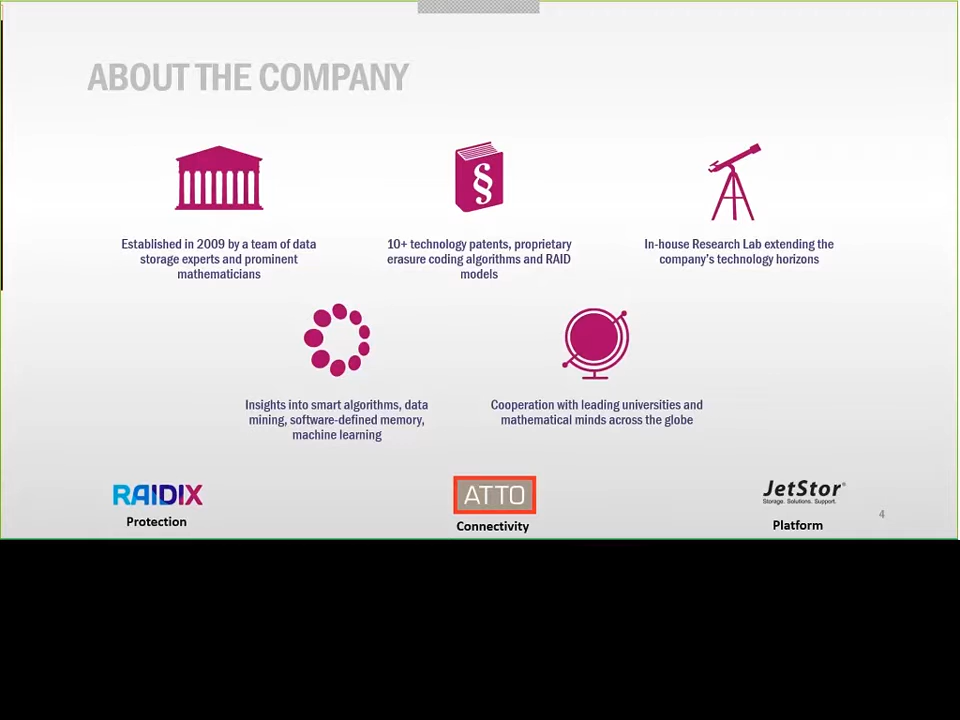 ABOUT THE COMPANY
§
Established in 2009 by a team of data
storage experts and prominent
mathematicians
10+ technology patents, proprietary
erasure coding algorithms and RAID
models
In-house Research Lab extending the
company's technology horizons
Insights into smart algorithms, data
mining, software-defined memory,
machine learning
Cooperation with leading universities and
mathematical minds across the globe
RAIDIX
Protection
ATTO
Connectivity
JetStor®
Storage. Solutions. Support.
Platform
4